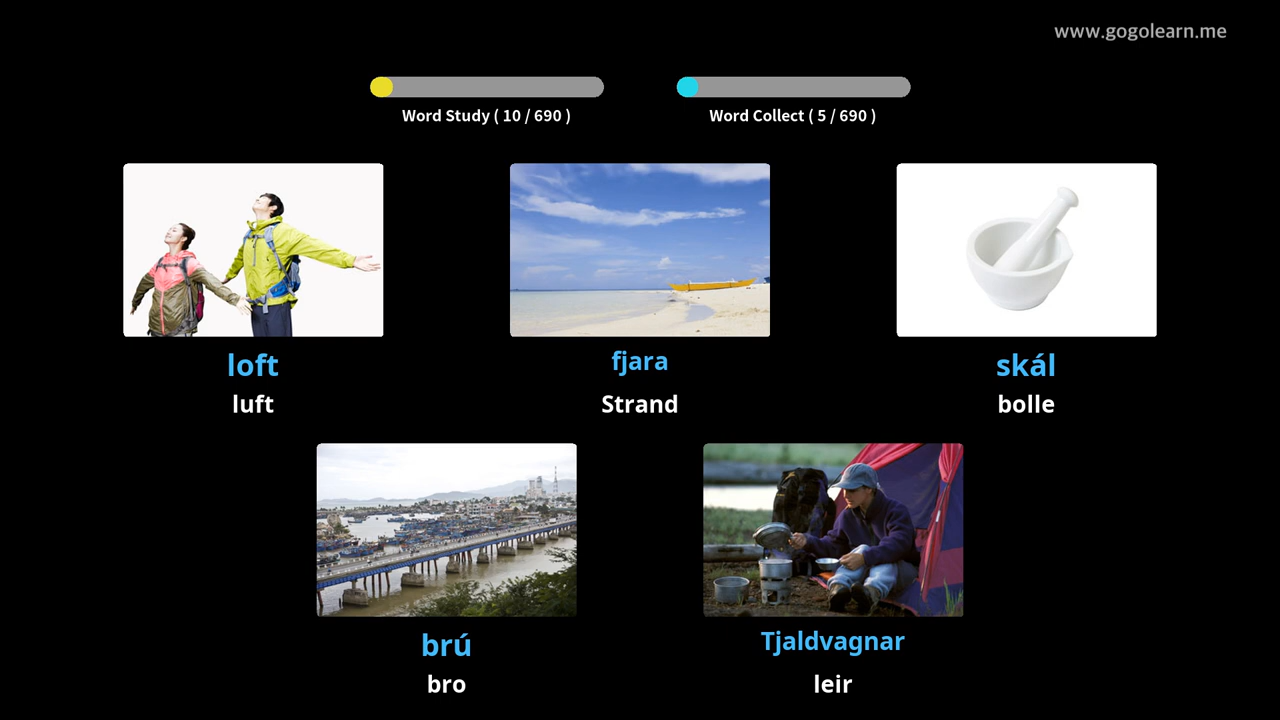 www.gogolearn.me
Word Study ( 10 / 690 )
Word Collect ( 5 / 690 )
loft
luft
fjara
Strand
skál
bolle
brú
bro
Tjaldvagnar
leir